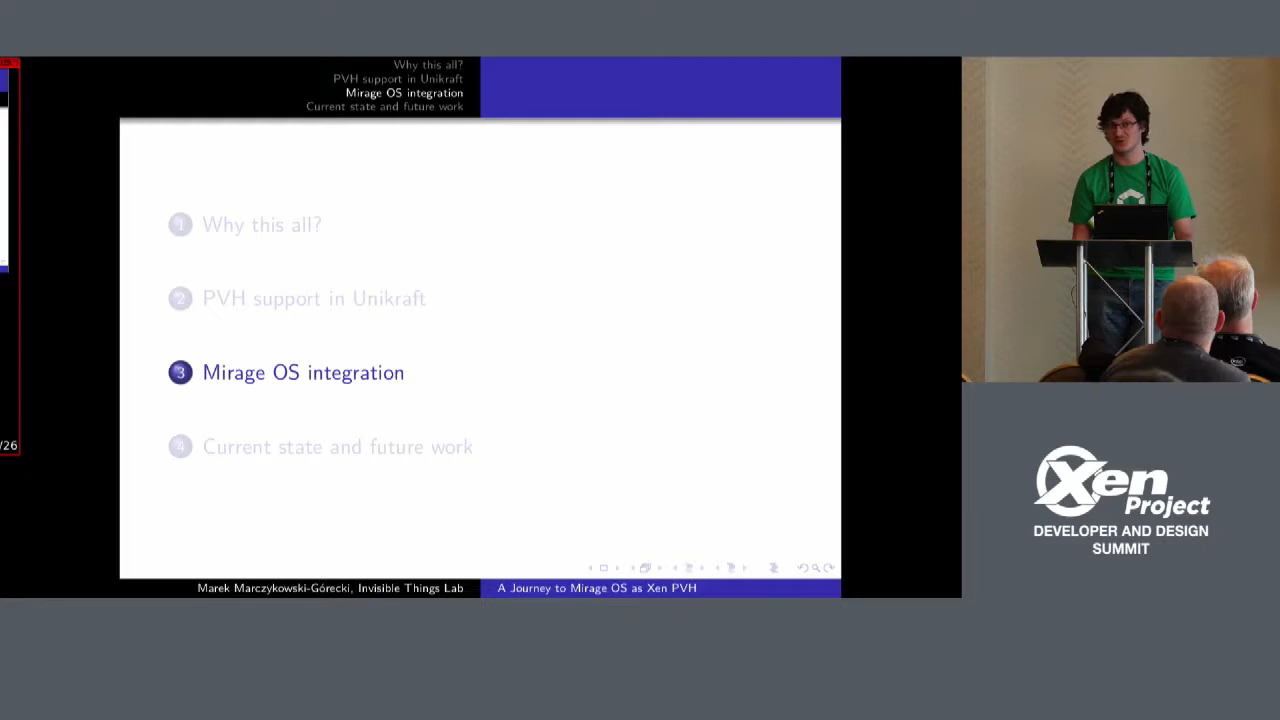 Why this all?
PVH support in Unikraft
Mirage OS integration
Current state and future work
1 Why this all?
2 PVH support in Unikraft
3 Mirage OS integration
4 Current state and future work
/26
Marek Marczykowski-Górecki, Invisible Things Lab
A Journey to Mirage OS as Xen PVH
Xen
Project
DEVELOPER AND DESIGN
SUMMIT